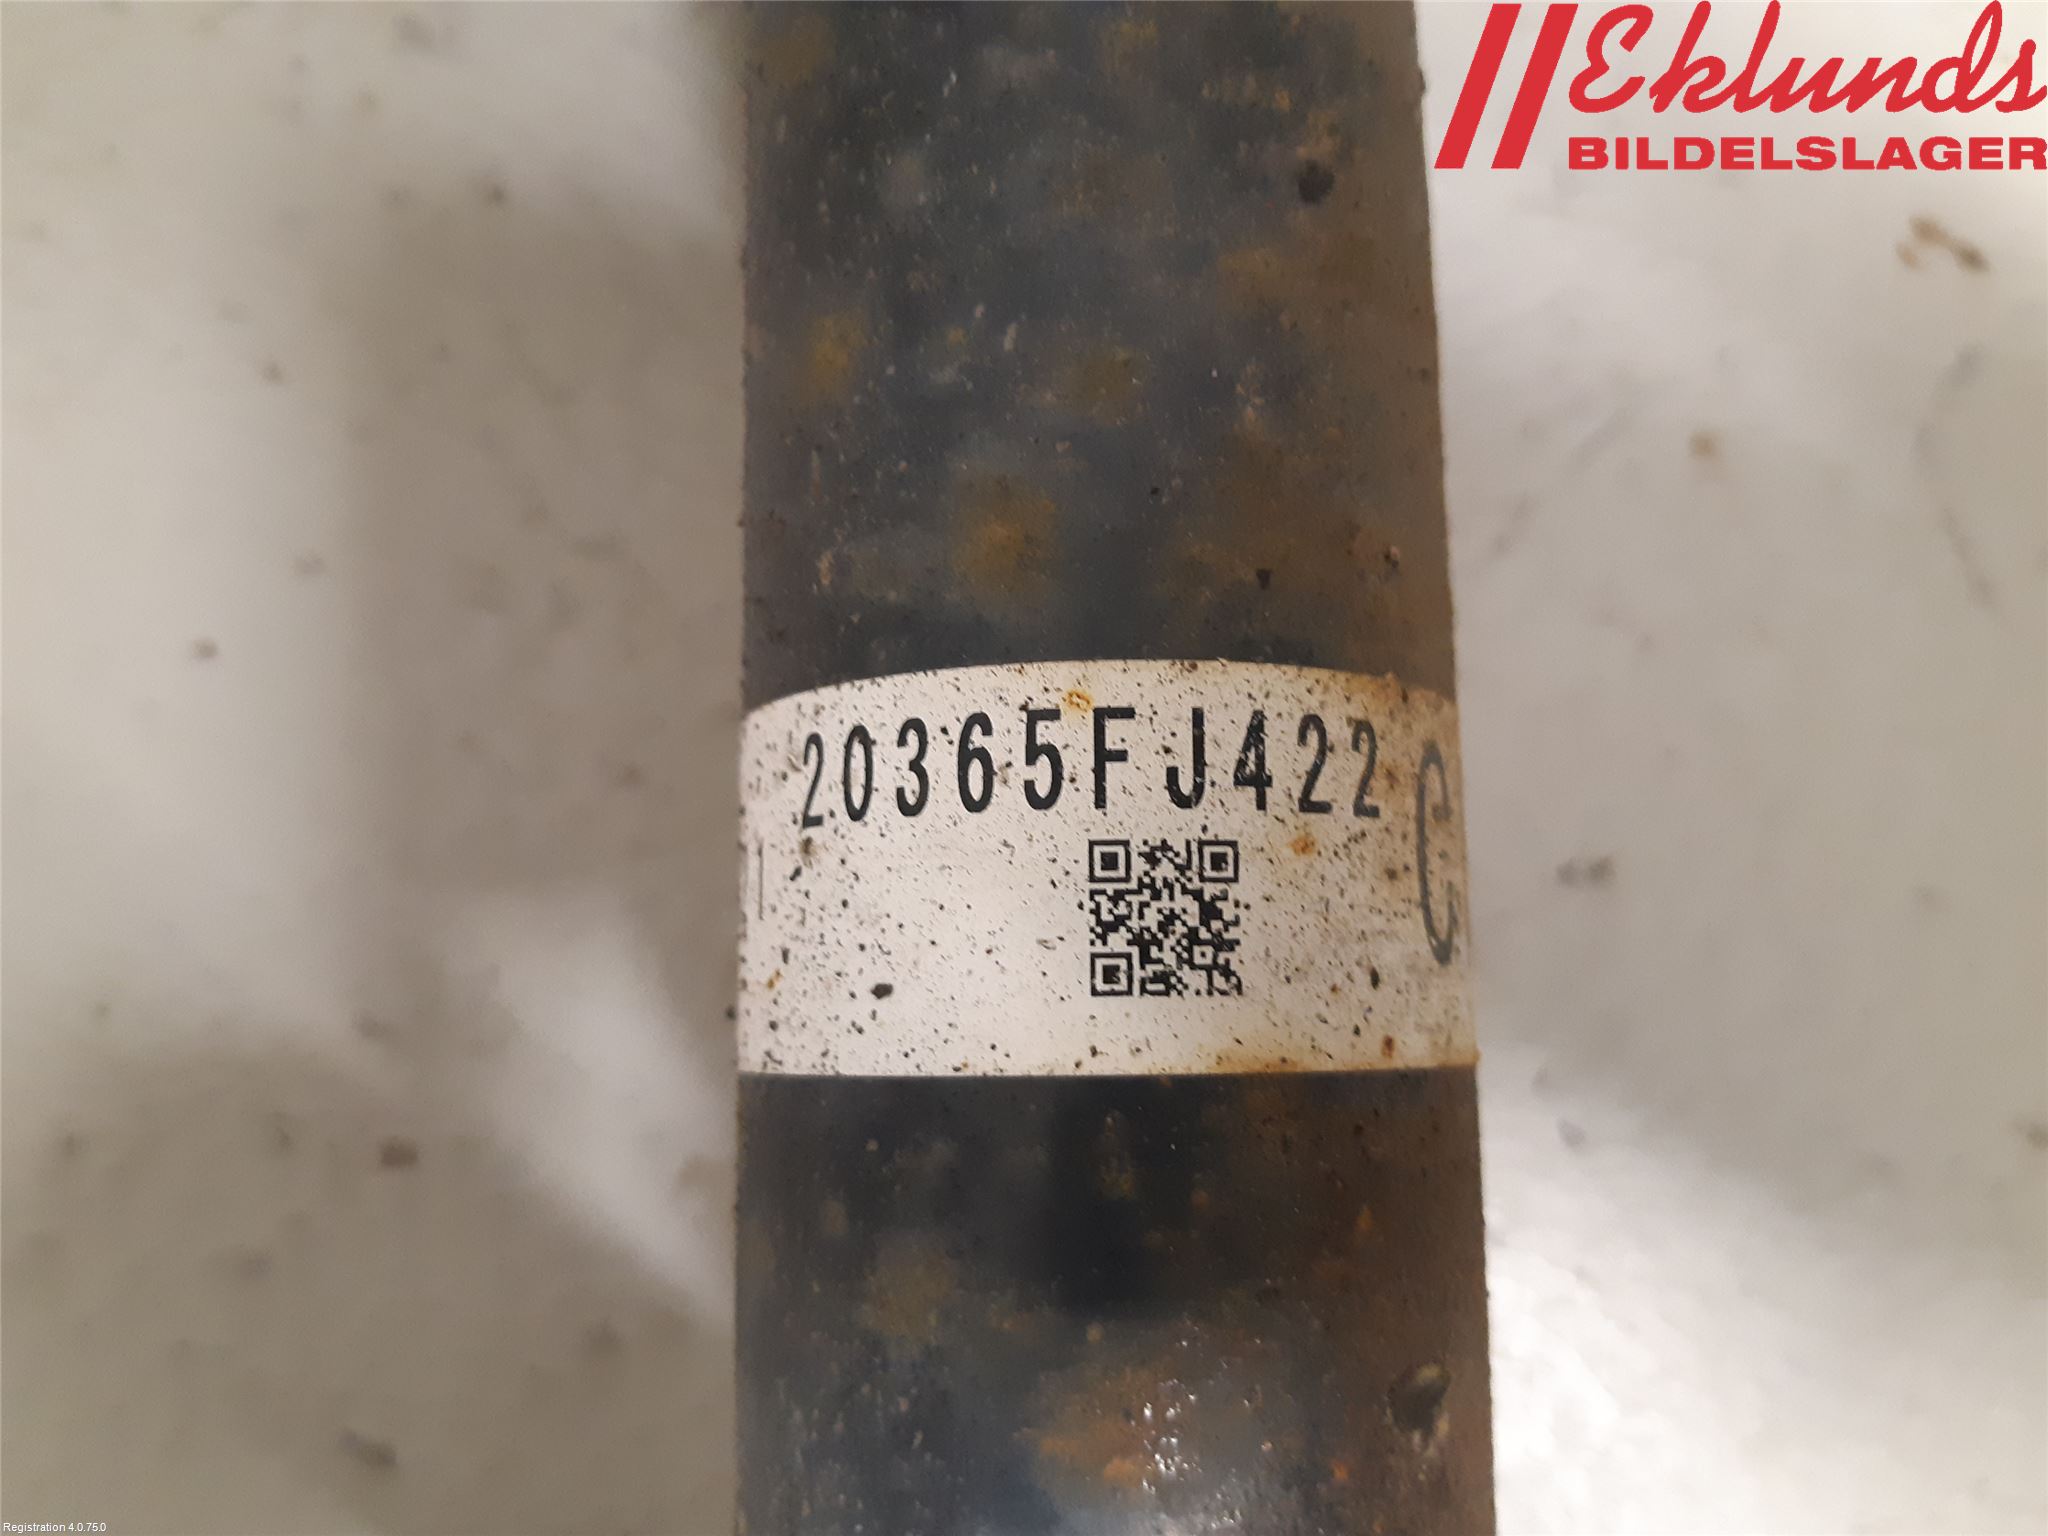 Eklunds
BILDELSLAGER
20365FJ422
C
Registration 4.0.75.0